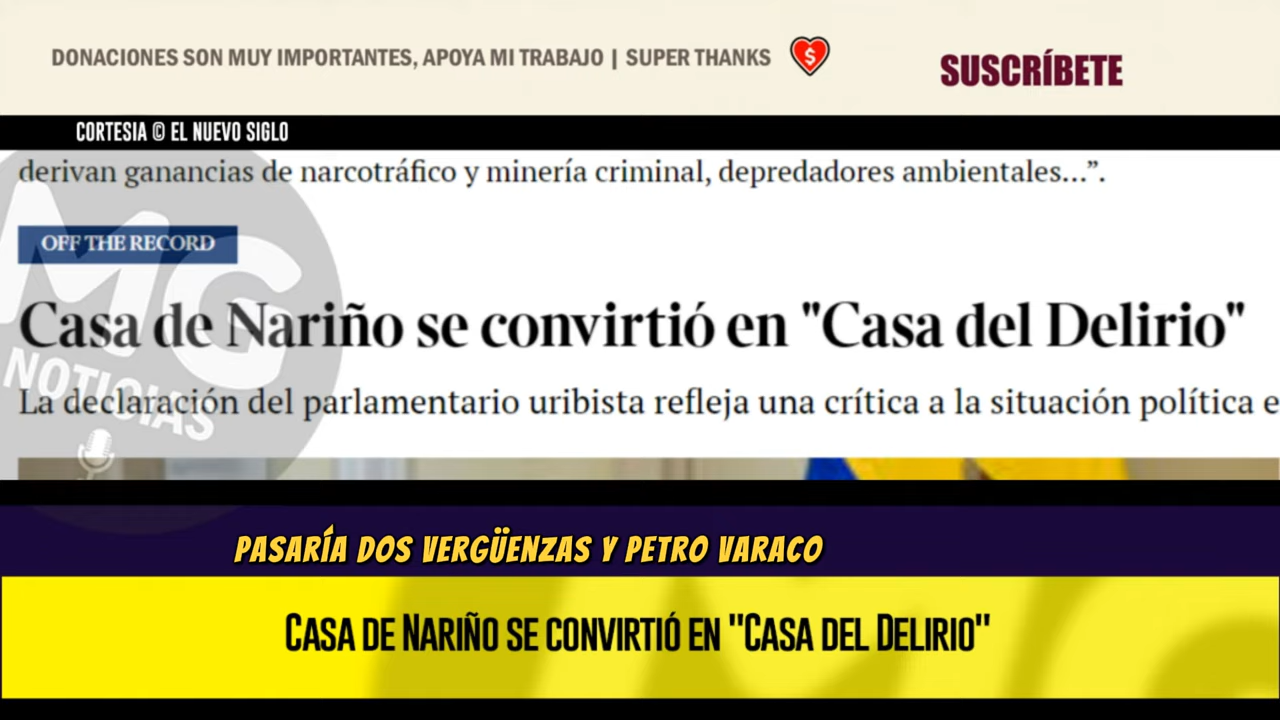 DONACIONES SON MUY IMPORTANTES, APOYA MI TRABAJO | SUPER THANKS $
SUSCRÍBETE
CORTESIA © EL NUEVO SIGLO
derivan ganancias de narcotráfico y minería criminal, depredadores ambientales...”.
OFF THE RECORD
Casa de Nariño se convirtió en "Casa del Delirio"
La declaración del parlamentario uribista refleja una crítica a la situación política e
MG
NOTICIAS
PASARÍA DOS VERGÜENZAS Y PETRO VARACO
CASA DE NARIÑO SE CONVIRTIÓ EN "CASA DEL DELIRIO"